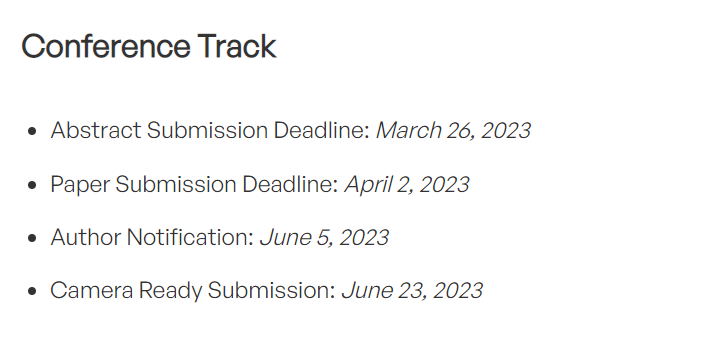 Conference Track
• Abstract Submission Deadline: March 26, 2023
• Paper Submission Deadline: April 2, 2023
• Author Notification: June 5, 2023
• Camera Ready Submission: June 23, 2023